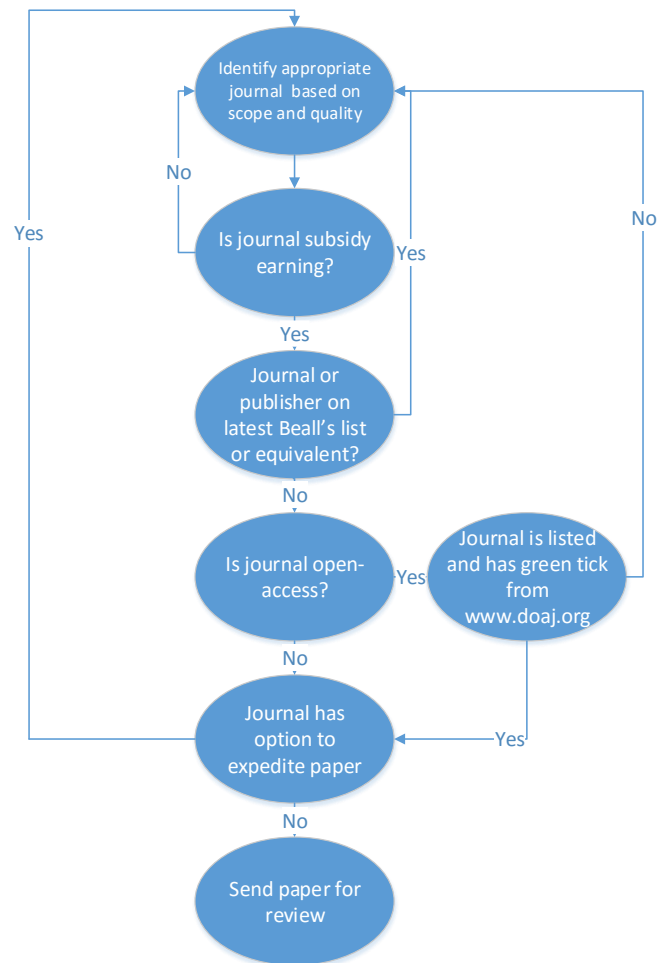 Identify appropriate
journal based on
scope and quality
No
No
Yes
Is journal subsidy
earning?
Yes
Yes
Journal or
publisher on
latest Beall’s list
or equivalent?
No
Is journal open-
access?
Yes
Journal is listed
and has green tick
from
www.doaj.org
No
Journal has
option to
expedite paper
Yes
No
Send paper for
review